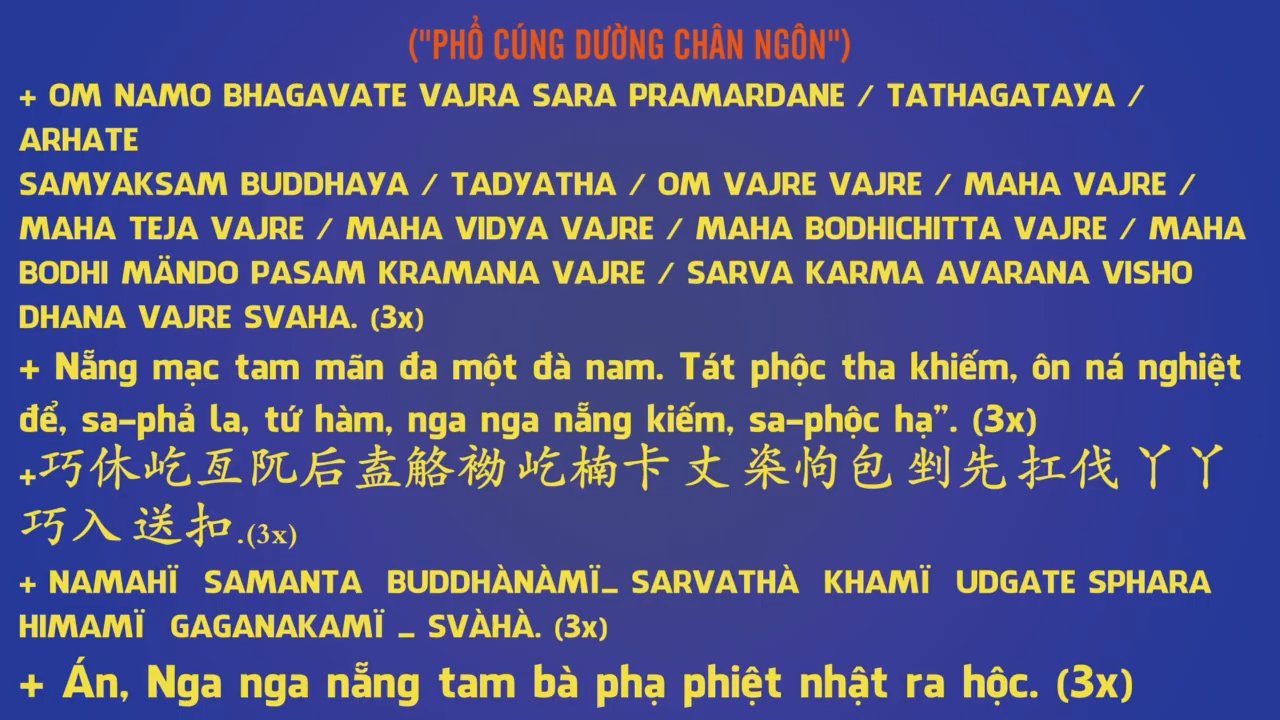 ("PHỔ CÚNG DƯỜNG CHÂN NGÔN")
+ OM NAMO BHAGAVATE VAJRA SARA PRAMARDANE / TATHAGATAYA /
ARHATE
SAMYAKSAM BUDDHAYA / TADYATHA / OM VAJRE VAJRE / MAHA VAJRE /
MAHA TEJA VAJRE / MAHA VIDYA VAJRE / MAHA BODHICHITTA VAJRE / MAHA
BODHI MÄNDO PASAM KRAMANA VAJRE / SARVA KARMA AVARANA VISHO
DHANA VAJRE SVAHA. (3x)
+ Nẵng mạc tam mãn đa một đà nam. Tát phộc tha khiếm, ôn ná nghiệt
để, sa-phả la, tứ hàm, nga nga nẵng kiếm, sa-phộc hạ”. (3x)
+巧休屹亙阢后盍觡袎屹楠卡丈 栥怐包 剉先扛伐丫丫
巧入送扣.(3x)
+ NAMAHÏ SAMANTA BUDDHÀNÀMÏ_ SARVATHÀ KHAMÏ UDGATE SPHARA
HIMAMÏ GAGANAKAMÏ _ SVÀHÀ. (3x)
+ Án, Nga nga nẵng tam bà phạ phiệt nhật ra hộc. (3x)